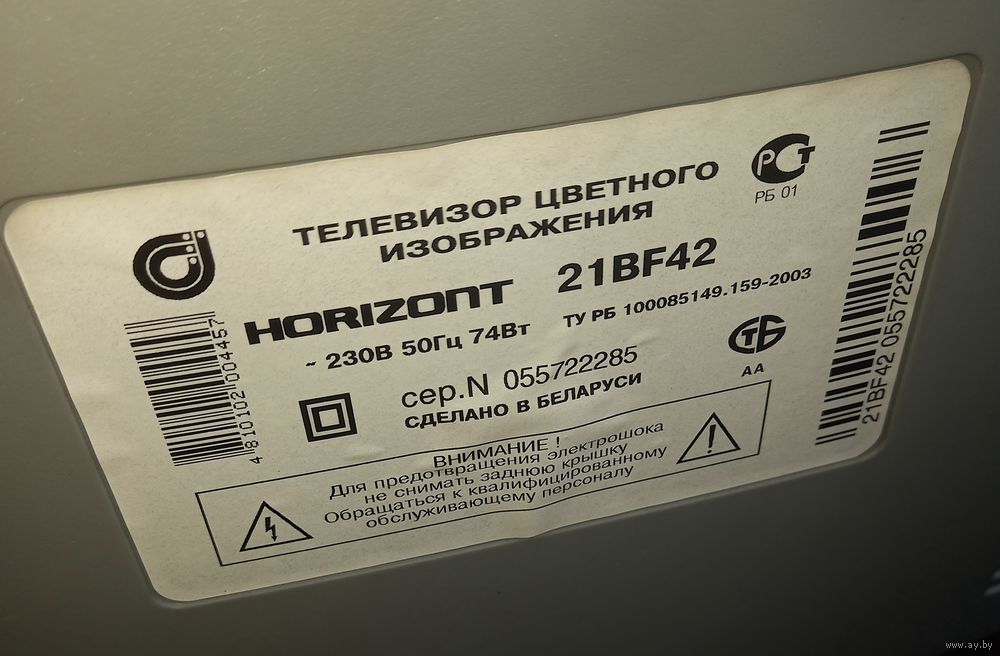 ТЕЛЕВИЗОР ЦВЕТНОГО
ИЗОБРАЖЕНИЯ
РСТ
РБ 01
HORIZONT 21BF42
~ 230В 50Гц 74Вт ТУ РБ 100085149.159-2003
сер.N 055722285
СДЕЛАНО В БЕЛАРУСИ
СТБ
АА
4 810102 004457
21BF42 055722285
ВНИМАНИЕ !
Для предотвращения электрошока
не снимать заднюю крышку
Обращаться к квалифицированному
обслуживающему персоналу
www.ay.by